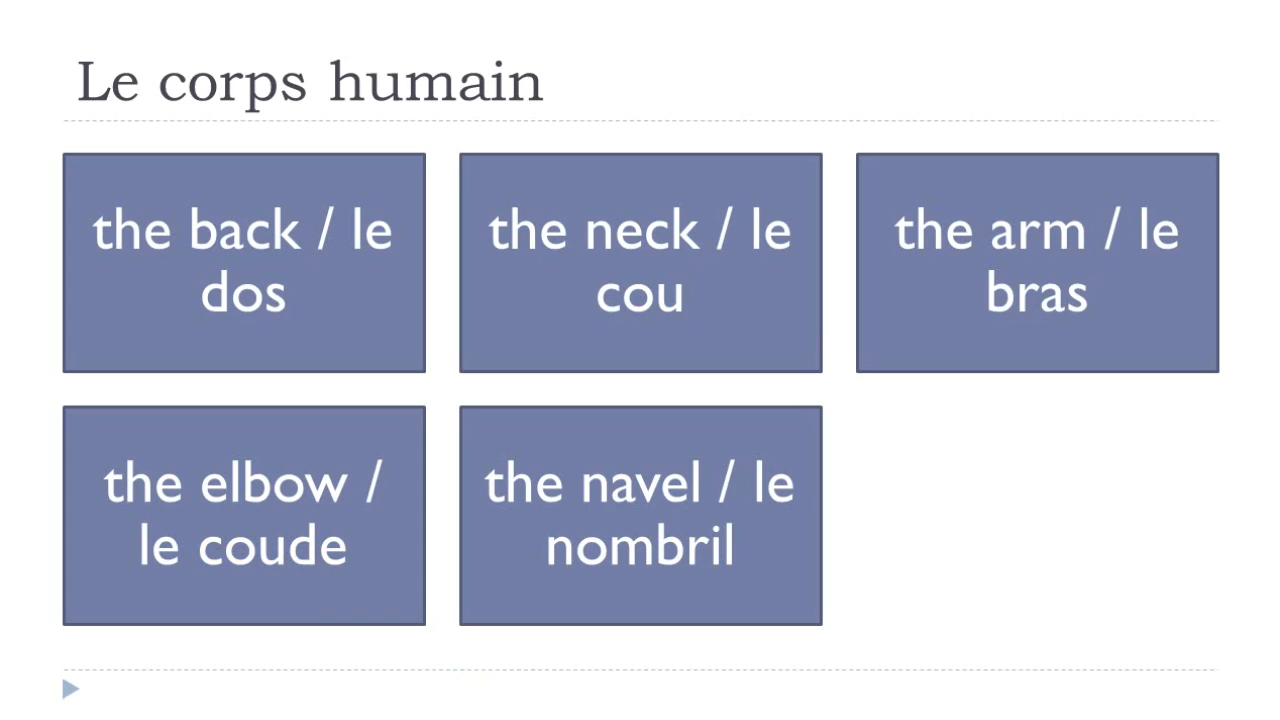 Le corps humain
the back / le
dos
the neck / le
cou
the arm / le
bras
the elbow /
le coude
the navel / le
nombril